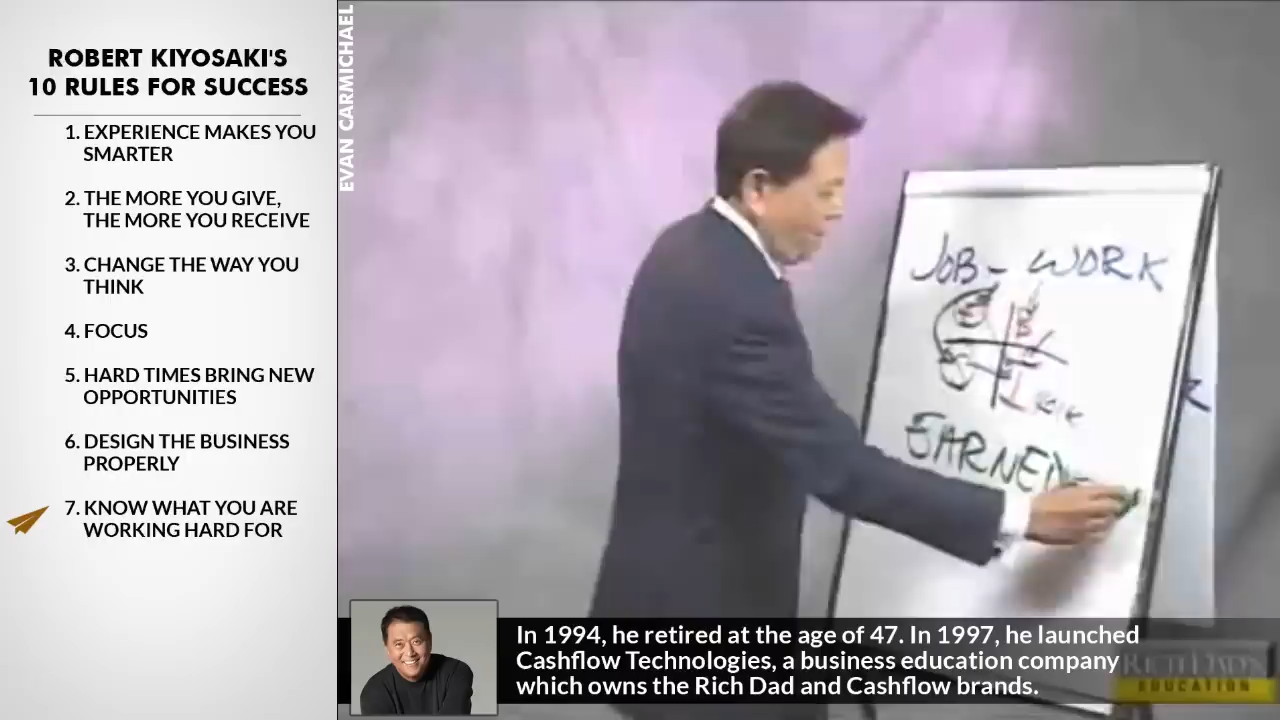 ROBERT KIYOSAKI'S
10 RULES FOR SUCCESS
1. EXPERIENCE MAKES YOU
SMARTER
2. THE MORE YOU GIVE,
THE MORE YOU RECEIVE
3. CHANGE THE WAY YOU
THINK
4. FOCUS
5. HARD TIMES BRING NEW
OPPORTUNITIES
6. DESIGN THE BUSINESS
PROPERLY
7. KNOW WHAT YOU ARE
WORKING HARD FOR
EVAN CARMICHAEL
JOB - WORK
E B
S I
EARNED
In 1994, he retired at the age of 47. In 1997, he launched
Cashflow Technologies, a business education company
which owns the Rich Dad and Cashflow brands.
RICH DAD'S
EDUCATION